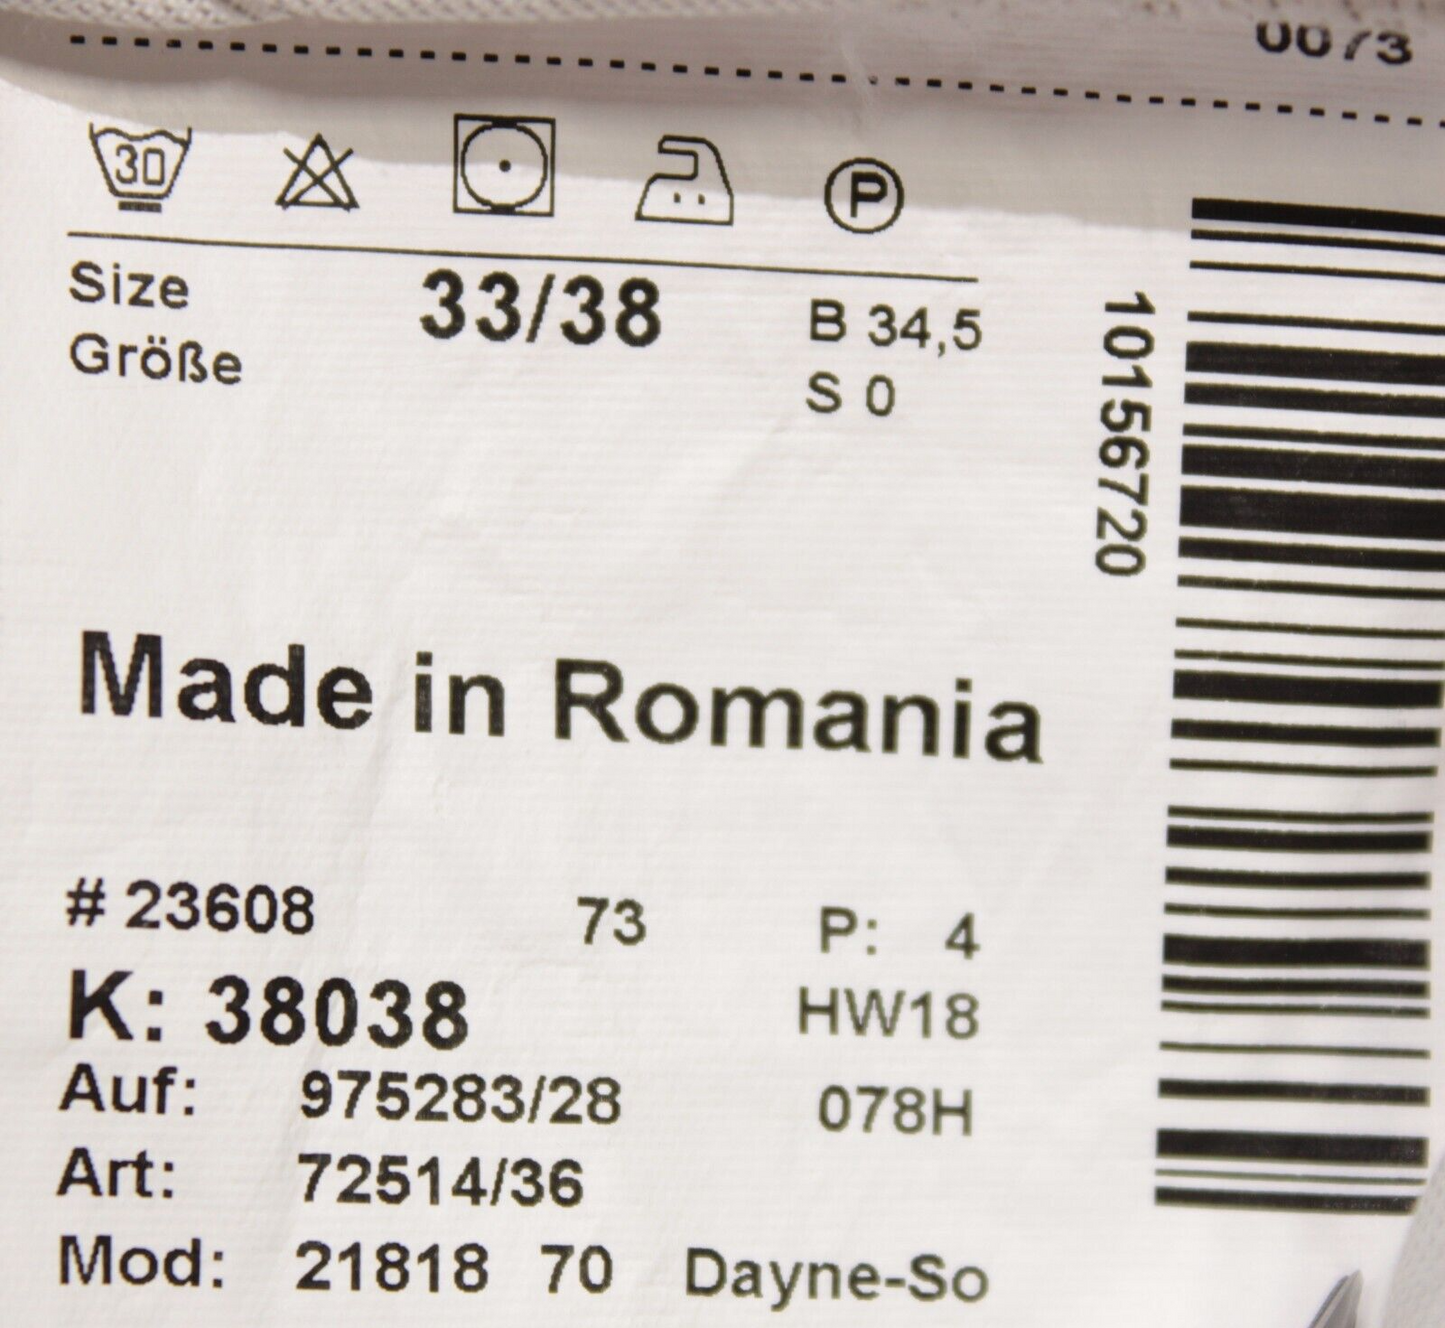 0073
30
P
Size 33/38 B 34,5
Größe S 0
10156720
Made in Romania
# 23608 73 P: 4
K: 38038 HW18
Auf: 975283/28 078H
Art: 72514/36
Mod: 21818 70 Dayne-So